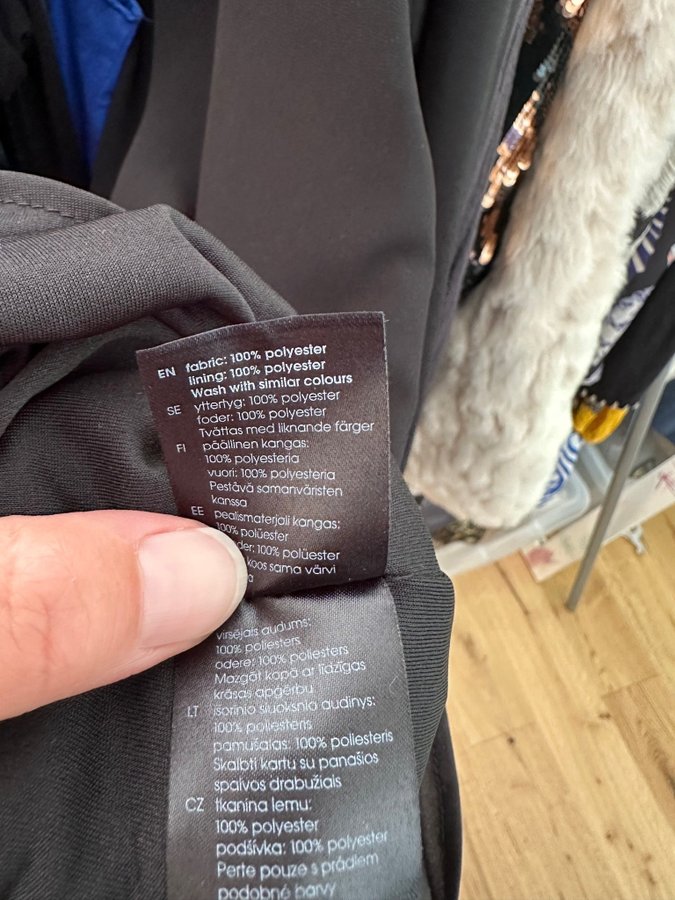 EN fabric: 100% polyester
lining: 100% polyester
Wash with similar colours
SE yttertyg: 100% polyester
foder: 100% polyester
Tvättas med liknande färger
FI päällinen kangas:
100% polyesteria
vuori: 100% polyesteria
Pestävä samanväristen
kanssa
EE pealismaterjali kangas:
100% polüester
der: 100% polüester
koos sama värvi
a
virsējais audums:
100% poliesters
odere: 100% poliesters
Mazgāt kopā ar līdzīgas
krāsas apģērbu
LT išorinio sluoksnio audinys:
100% poliesteris
pamušalas: 100% poliesteris
Skalbti kartu su panašios
spalvos drabužiais
CZ tkanina lemu:
100% polyester
podšívka: 100% polyester
Perte pouze s prádlem
podobné barvy